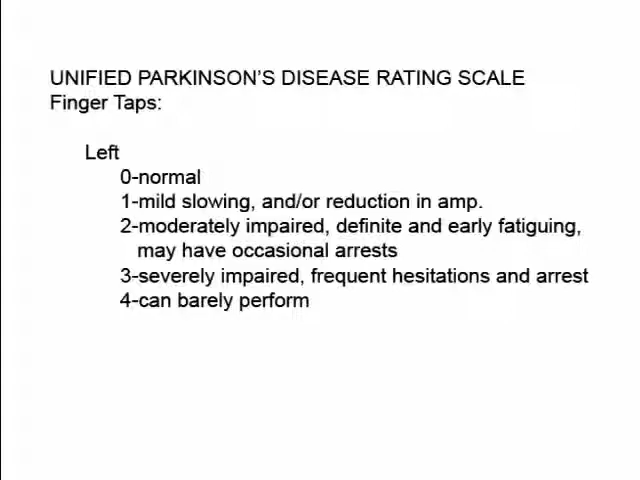 UNIFIED PARKINSON'S DISEASE RATING SCALE
Finger Taps:
Left
0-normal
1-mild slowing, and/or reduction in amp.
2-moderately impaired, definite and early fatiguing,
may have occasional arrests
3-severely impaired, frequent hesitations and arrest
4-can barely perform